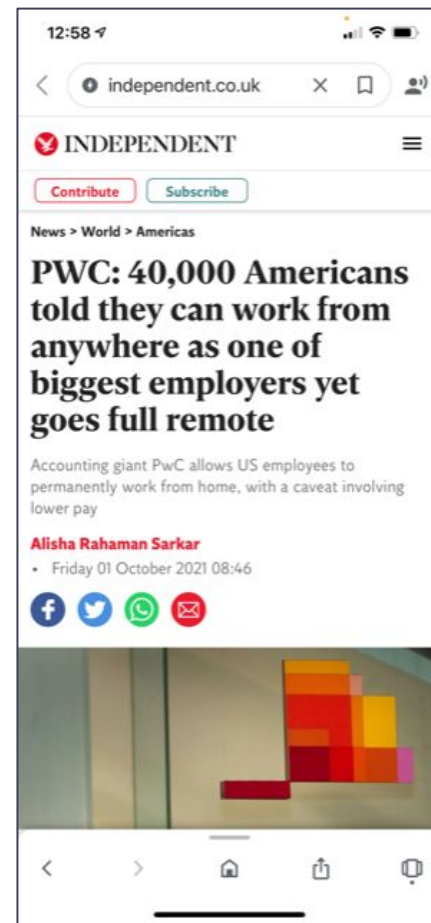 12:58
independent.co.uk
INDEPENDENT
Contribute
Subscribe
News > World > Americas
PWC: 40,000 Americans
told they can work from
anywhere as one of
biggest employers yet
goes full remote
Accounting giant PwC allows US employees to
permanently work from home, with a caveat involving
lower pay
Alisha Rahaman Sarkar
• Friday 01 October 2021 08:46